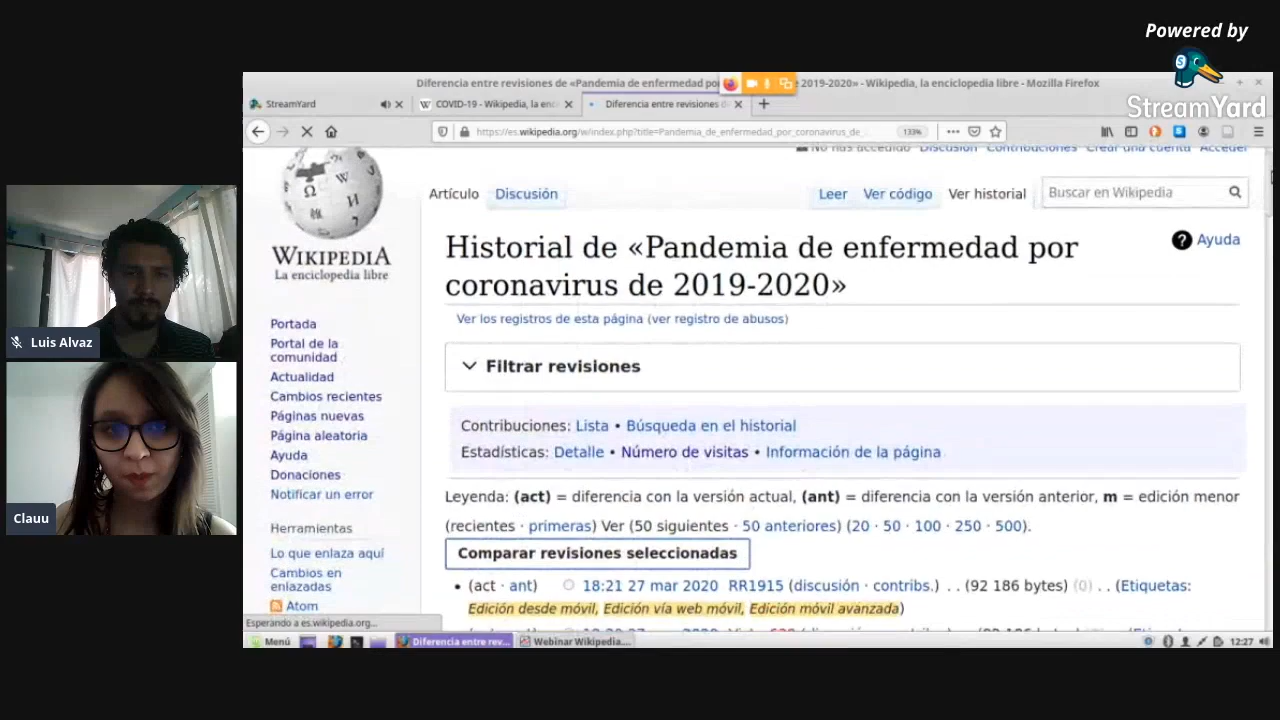 Powered by
StreamYard
Diferencia entre revisiones de «Pandemia de enfermedad po 2019-2020» - Wikipedia, la enciclopedia libre - Mozilla Firefox
StreamYard
COVID-19 - Wikipedia, la enc
Diferencia entre revisiones d
https://es.wikipedia.org/w/index.php?title=Pandemia_de_enfermedad_por_coronavirus_de_
133%
No has accedido Discusión Contribuciones Crear una cuenta Acceder
Artículo Discusión Leer Ver código Ver historial Buscar en Wikipedia
WIKIPEDIA
La enciclopedia libre
Historial de «Pandemia de enfermedad por
coronavirus de 2019-2020»
Ayuda
Ver los registros de esta página (ver registro de abusos)
Filtrar revisiones
Contribuciones: Lista • Búsqueda en el historial
Estadísticas: Detalle • Número de visitas • Información de la página
Leyenda: (act) = diferencia con la versión actual, (ant) = diferencia con la versión anterior, m = edición menor
(recientes · primeras) Ver (50 siguientes · 50 anteriores) (20 · 50 · 100 · 250 · 500).
Comparar revisiones seleccionadas
• (act · ant) 18:21 27 mar 2020 RR1915 (discusión · contribs.) . . (92 186 bytes) (0) . . (Etiquetas:
Edición desde móvil, Edición vía web móvil, Edición móvil avanzada)
Portada
Portal de la
comunidad
Actualidad
Cambios recientes
Páginas nuevas
Página aleatoria
Ayuda
Donaciones
Notificar un error
Herramientas
Lo que enlaza aquí
Cambios en
enlazadas
Atom
Esperando a es.wikipedia.org...
Menú
Diferencia entre rev...
Webinar Wikipedia....
12:27
Luis Alvaz
Clauu